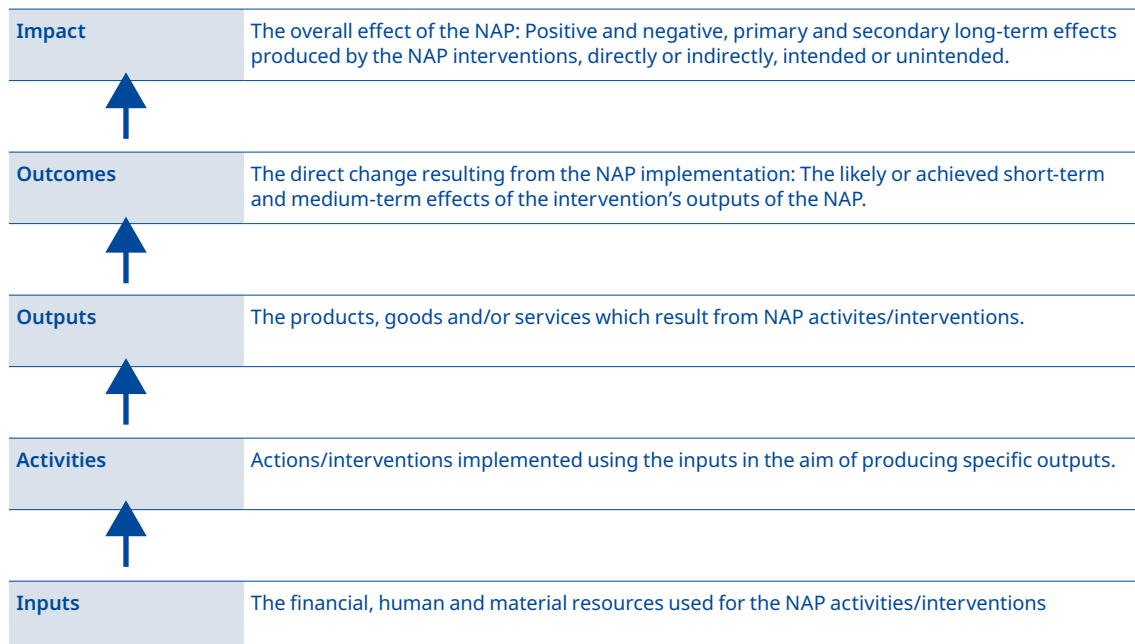 Impact
The overall effect of the NAP: Positive and negative, primary and secondary long-term effects
produced by the NAP interventions, directly or indirectly, intended or unintended.
Outcomes
The direct change resulting from the NAP implementation: The likely or achieved short-term
and medium-term effects of the intervention’s outputs of the NAP.
Outputs
The products, goods and/or services which result from NAP activites/interventions.
Activities
Actions/interventions implemented using the inputs in the aim of producing specific outputs.
Inputs
The financial, human and material resources used for the NAP activities/interventions